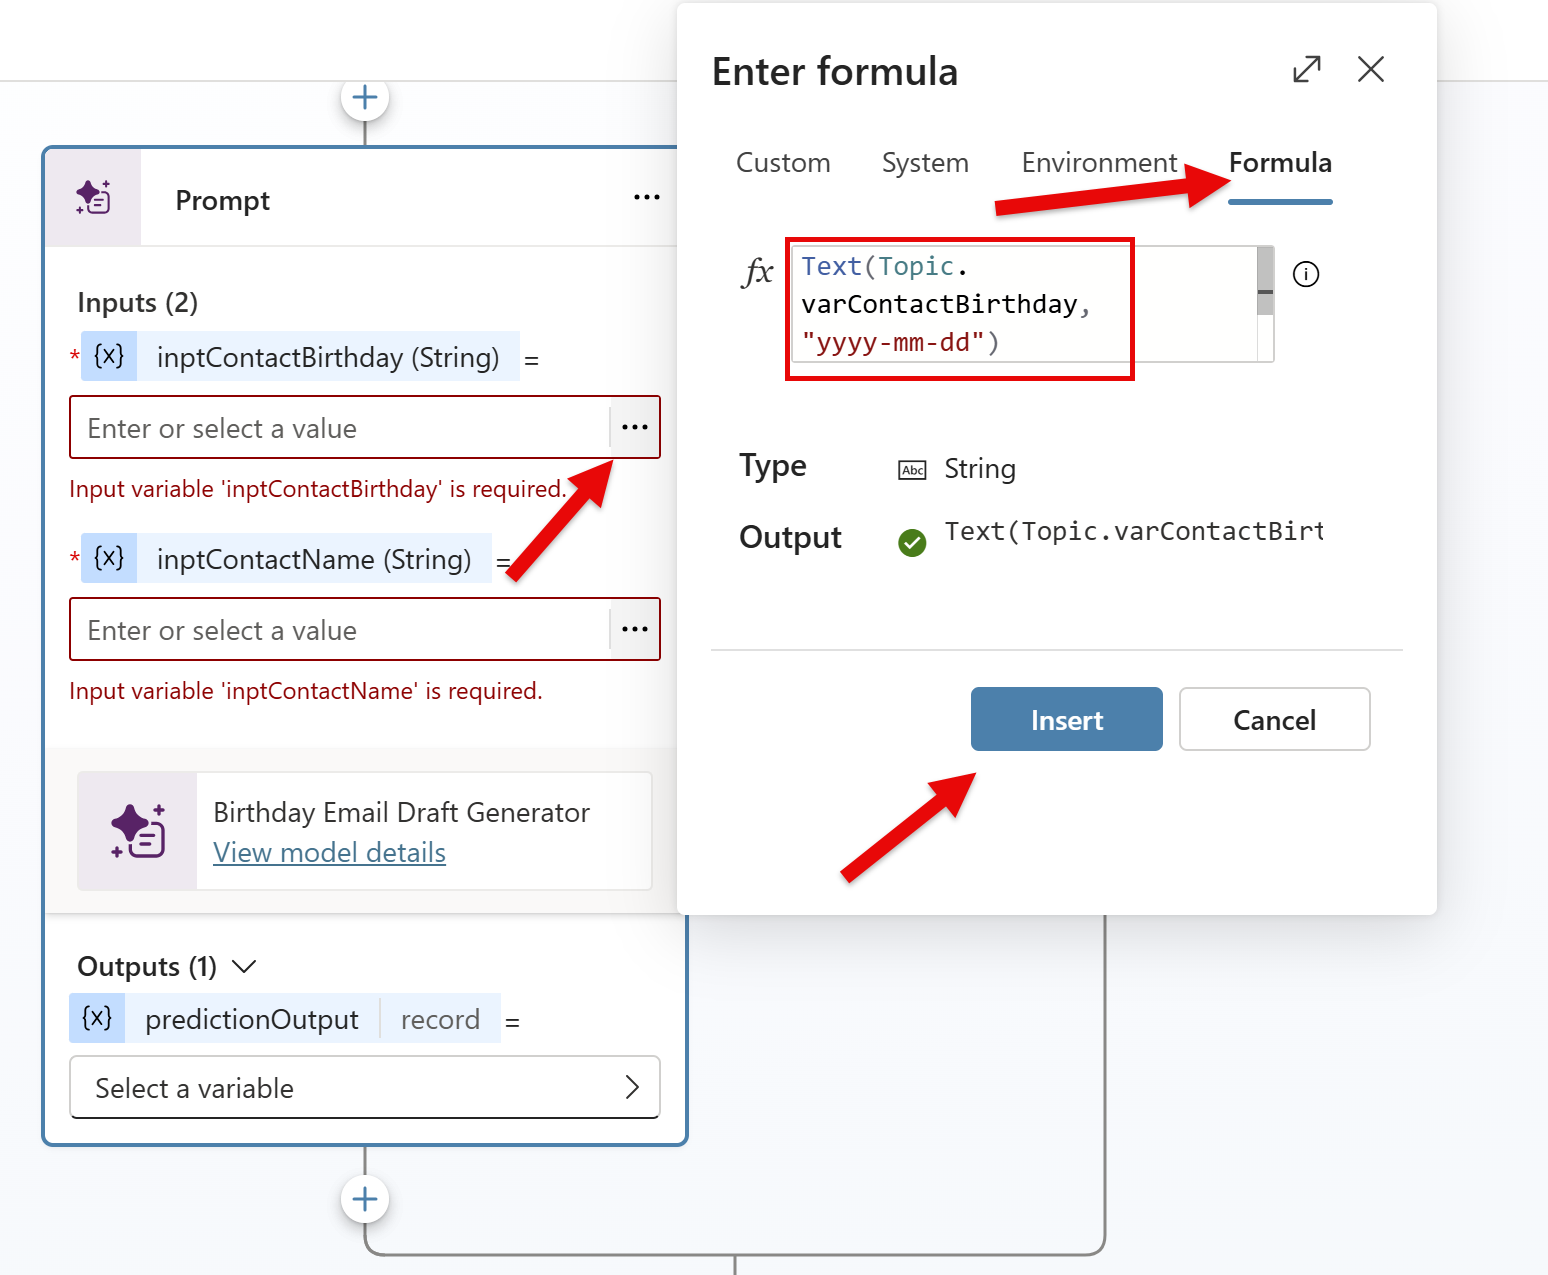 Prompt
Inputs (2)
* {x} inptContactBirthday (String) =
Enter or select a value
Input variable 'inptContactBirthday' is required.
* {x} inptContactName (String) =
Enter or select a value
Input variable 'inptContactName' is required.
Birthday Email Draft Generator
View model details
Outputs (1)
{x} predictionOutput record =
Select a variable
Enter formula
Custom System Environment Formula
fx
Text(Topic.
varContactBirthday,
"yyyy-mm-dd")
Type Abc String
Output Text(Topic.varContactBirt
Insert Cancel